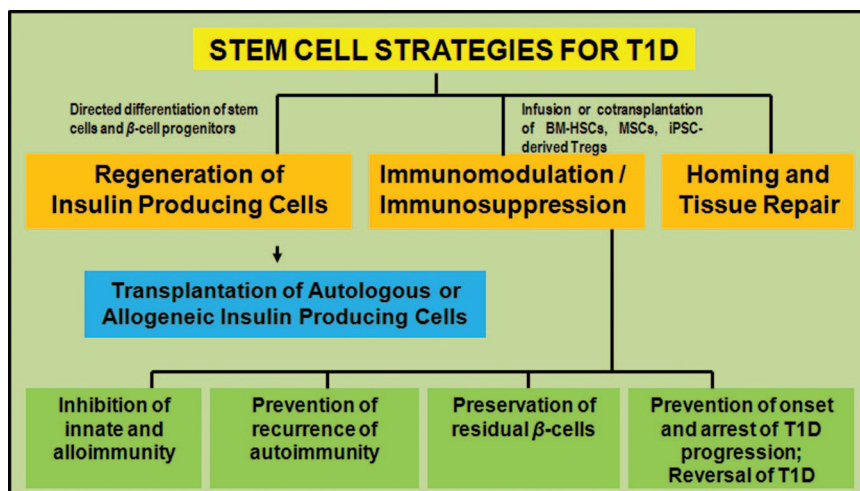 STEM CELL STRATEGIES FOR T1D
Directed differentiation of stem
cells and β-cell progenitors
Infusion or cotransplantation
of BM-HSCs, MSCs, iPSC-
derived Tregs
Regeneration of
Insulin Producing Cells
Immunomodulation /
Immunosuppression
Homing and
Tissue Repair
Transplantation of Autologous or
Allogeneic Insulin Producing Cells
Inhibition of
innate and
alloimmunity
Prevention of
recurrence of
autoimmunity
Preservation of
residual β-cells
Prevention of onset
and arrest of T1D
progression;
Reversal of T1D